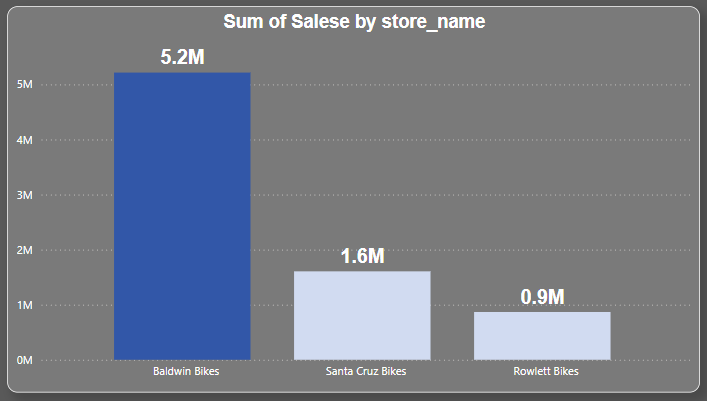 Sum of Salese by store_name
5.2M
5M
4M
3M
2M
1.6M
1M
0.9M
0M
Baldwin Bikes
Santa Cruz Bikes
Rowlett Bikes